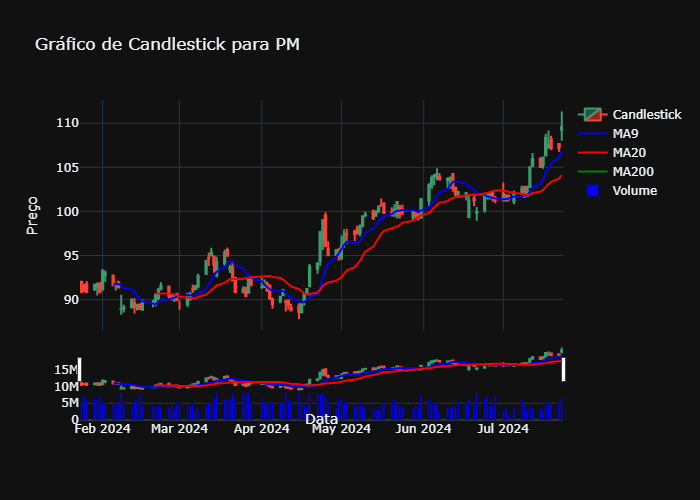 Gráfico de Candlestick para PM
Candlestick
MA9
MA20
MA200
Volume
Preço
110
105
100
95
90
15M
10M
5M
0
Feb 2024
Mar 2024
Apr 2024
May 2024
Jun 2024
Jul 2024
Data